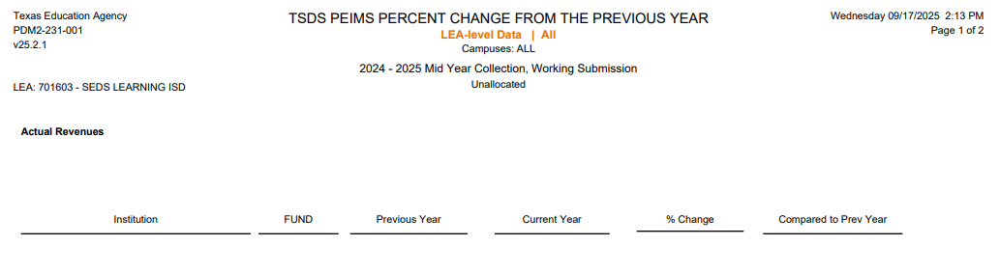 Texas Education Agency
PDM2-231-001
v25.2.1
TSDS PEIMS PERCENT CHANGE FROM THE PREVIOUS YEAR
LEA-level Data | All
Campuses: ALL
2024 - 2025 Mid Year Collection, Working Submission
Unallocated
Wednesday 09/17/2025 2:13 PM
Page 1 of 2
LEA: 701603 - SEDS LEARNING ISD
Actual Revenues
Institution FUND Previous Year Current Year % Change Compared to Prev Year